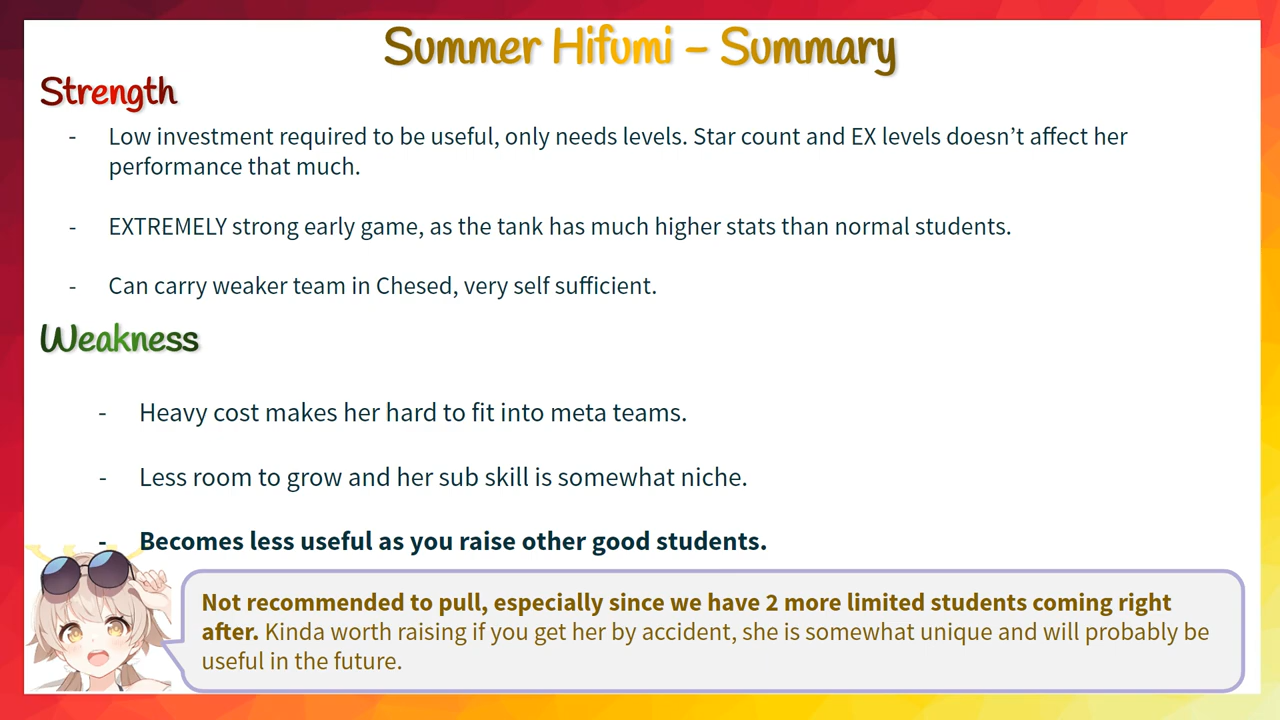 Summer Hifumi – Summary
Strength
- Low investment required to be useful, only needs levels. Star count and EX levels doesn’t affect her
performance that much.
- EXTREMELY strong early game, as the tank has much higher stats than normal students.
- Can carry weaker team in Chesed, very self sufficient.
Weakness
- Heavy cost makes her hard to fit into meta teams.
- Less room to grow and her sub skill is somewhat niche.
- Becomes less useful as you raise other good students.
Not recommended to pull, especially since we have 2 more limited students coming right
after. Kinda worth raising if you get her by accident, she is somewhat unique and will probably be
useful in the future.